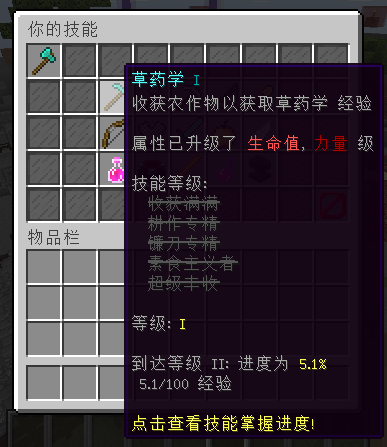 你的技能
草药学 I
收获农作物以获取草药学 经验
属性已升级了 生命值, 力量 级
技能等级:
收获满满
耕作专精
镰刀专精
素食主义者
超级丰收
物品栏
等级: I
到达等级 II: 进度为 5.1%
5.1/100 经验
点击查看技能掌握进度!